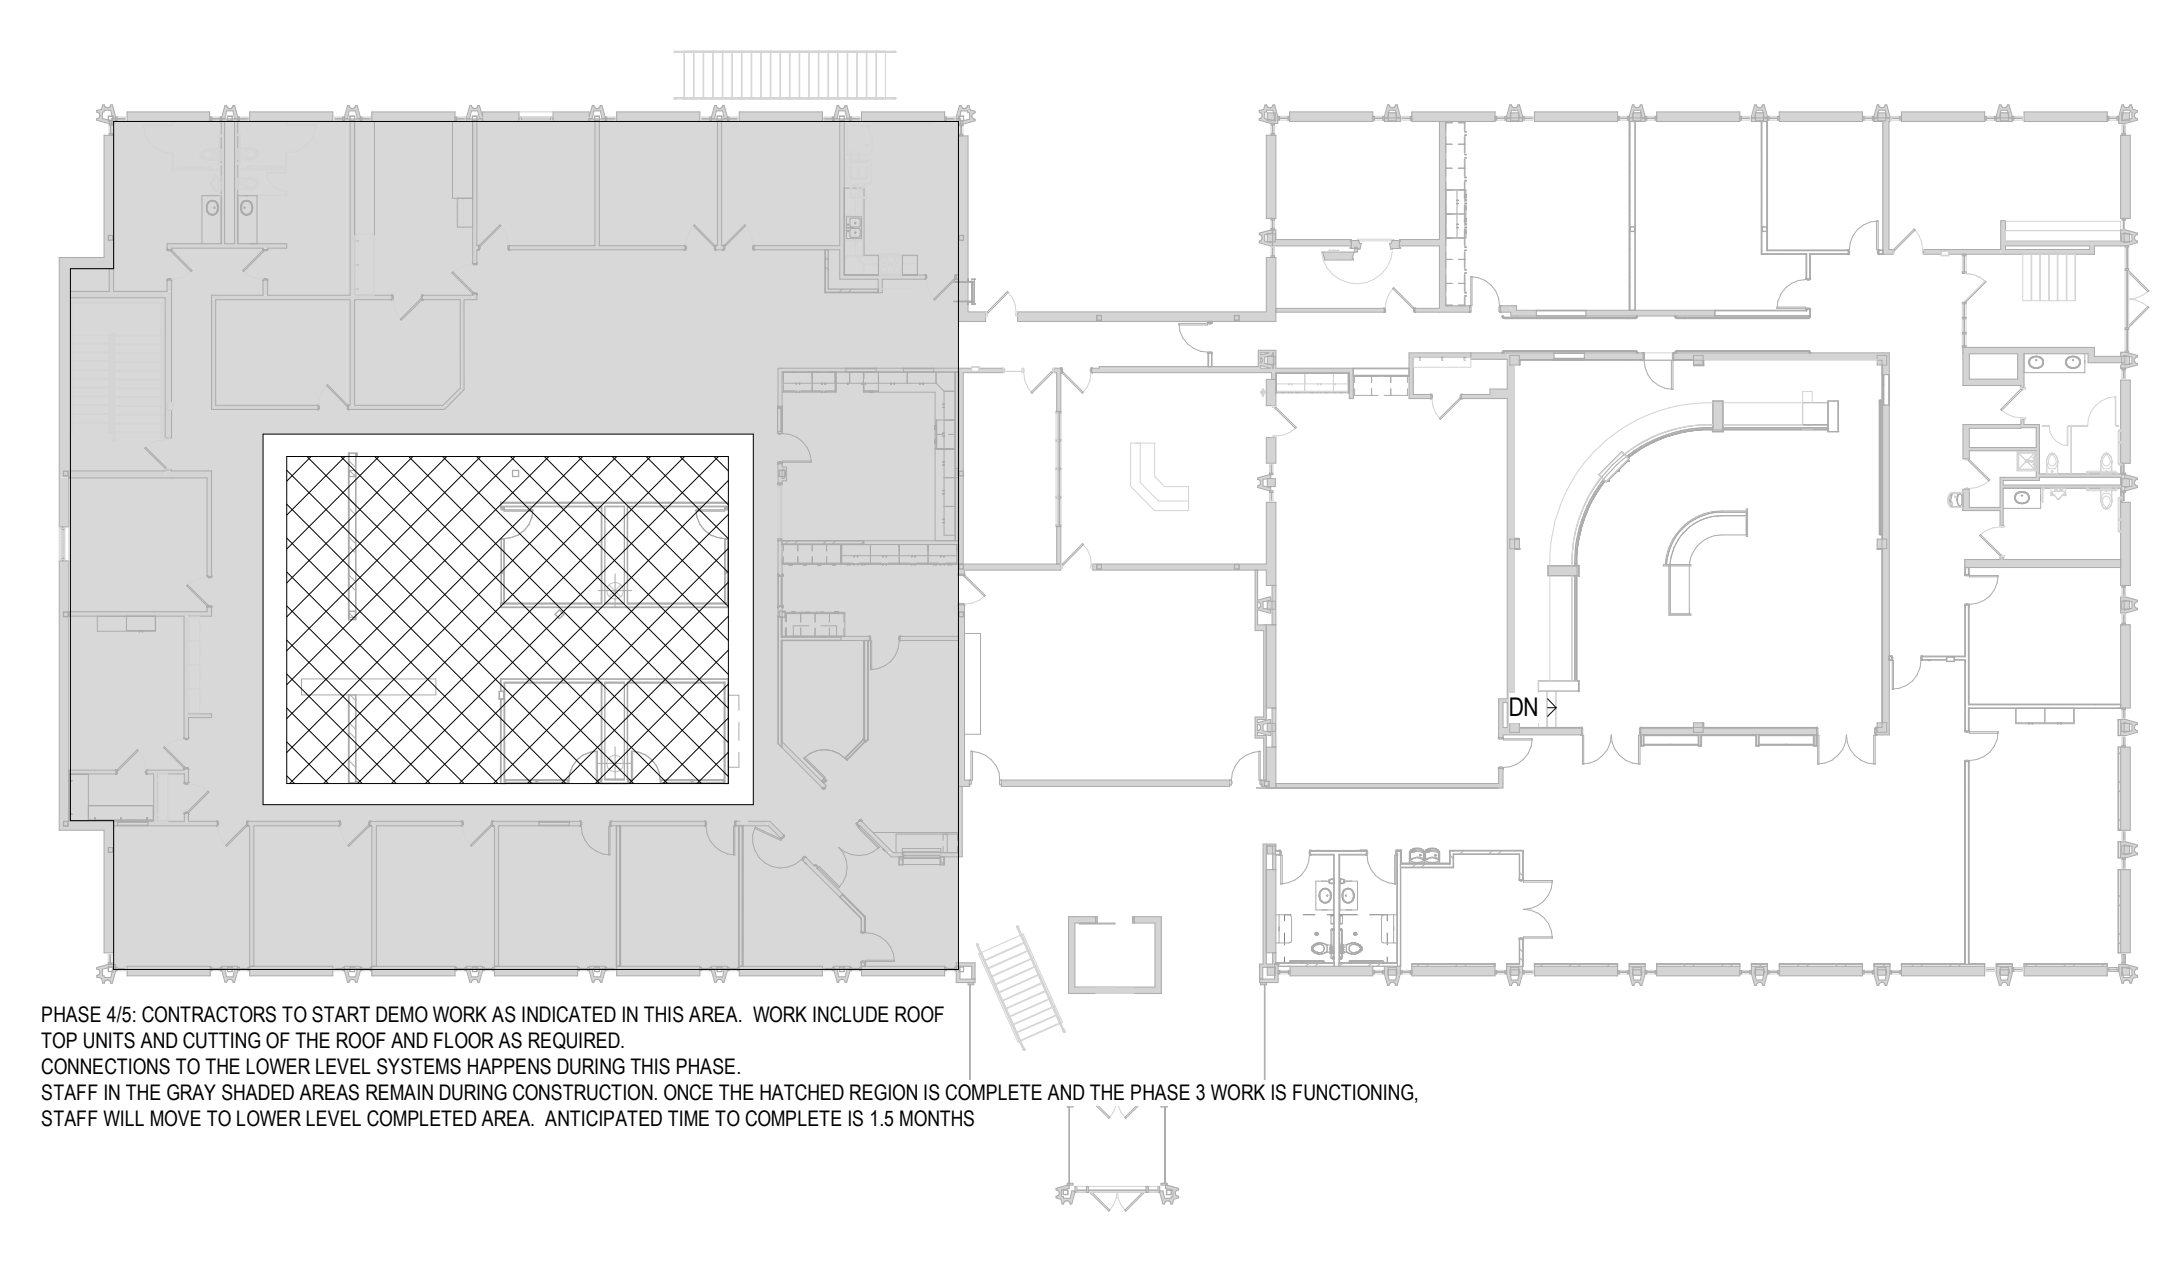 DN
PHASE 4/5: CONTRACTORS TO START DEMO WORK AS INDICATED IN THIS AREA.  WORK INCLUDE ROOF
TOP UNITS AND CUTTING OF THE ROOF AND FLOOR AS REQUIRED.
CONNECTIONS TO THE LOWER LEVEL SYSTEMS HAPPENS DURING THIS PHASE.
STAFF IN THE GRAY SHADED AREAS REMAIN DURING CONSTRUCTION. ONCE THE HATCHED REGION IS COMPLETE AND THE PHASE 3 WORK IS FUNCTIONING,
STAFF WILL MOVE TO LOWER LEVEL COMPLETED AREA.  ANTICIPATED TIME TO COMPLETE IS 1.5 MONTHS